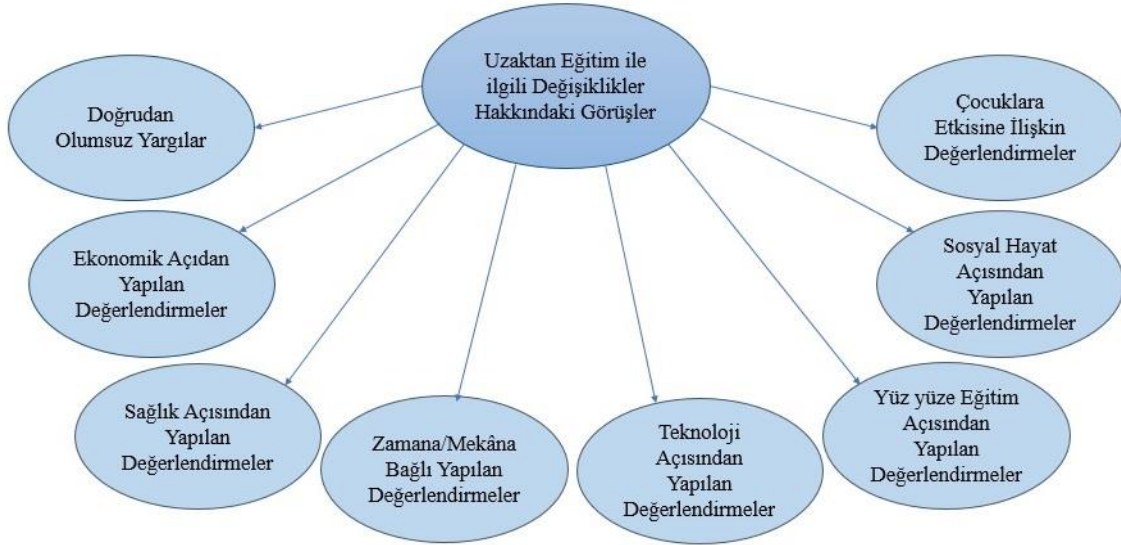 Uzaktan Eğitim ile
ilgili Değişiklikler
Hakkındaki Görüşler
Doğrudan
Olumsuz Yargılar
Ekonomik Açıdan
Yapılan
Değerlendirmeler
Sağlık Açısından
Yapılan
Değerlendirmeler
Zamana/Mekâna
Bağlı Yapılan
Değerlendirmeler
Teknoloji
Açısından
Yapılan
Değerlendirmeler
Yüz yüze Eğitim
Açısından
Yapılan
Değerlendirmeler
Sosyal Hayat
Açısından
Yapılan
Değerlendirmeler
Çocuklara
Etkisine İlişkin
Değerlendirmeler